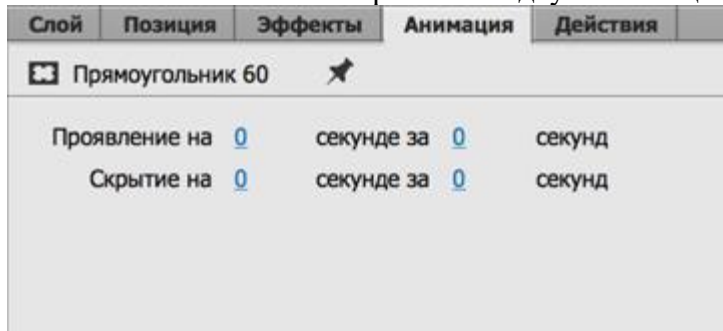 Слой Позиция Эффекты Анимация Действия
Прямоугольник 60
Проявление на 0 секунде за 0 секунд
Скрытие на 0 секунде за 0 секунд